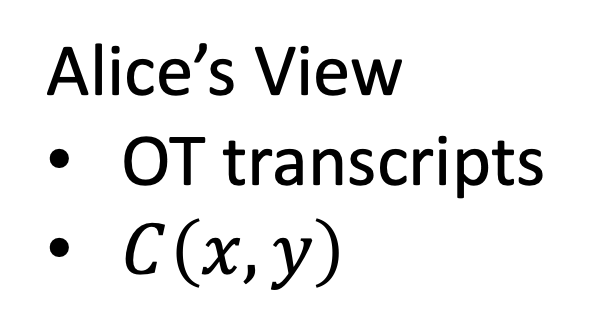 Alice’s View
• OT transcripts
• C(x, y)